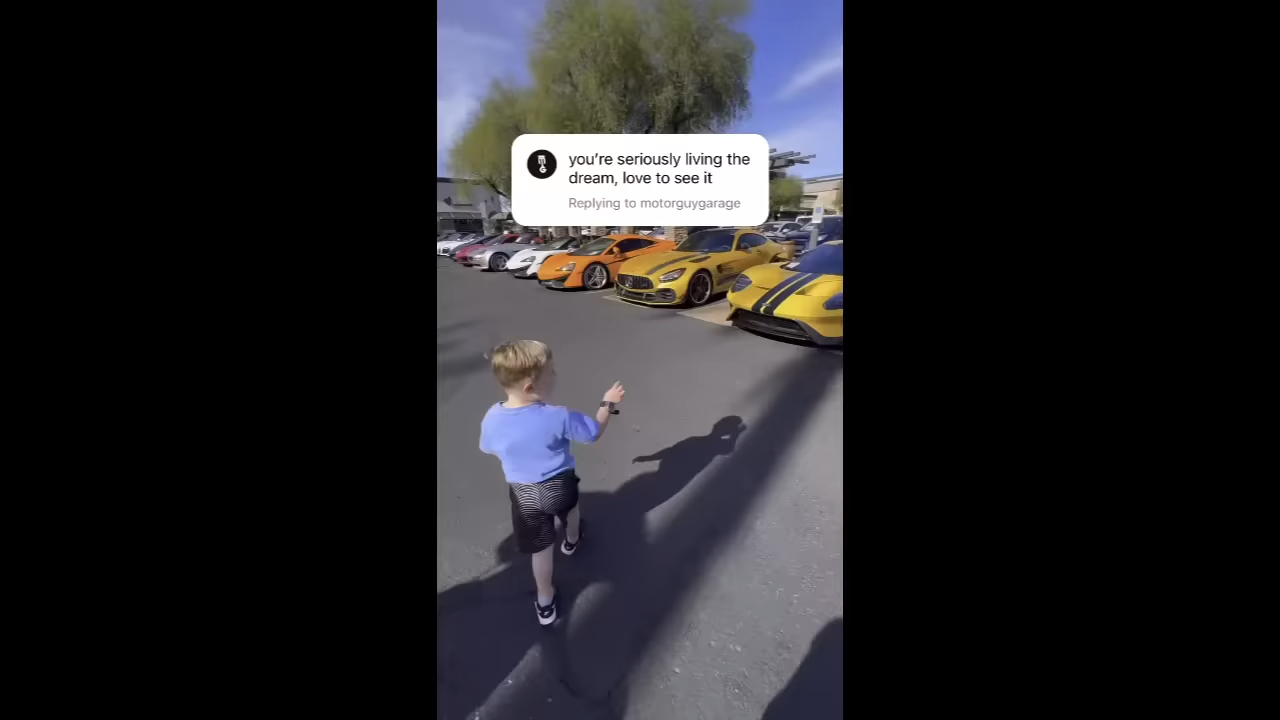 you're seriously living the
dream, love to see it
Replying to motorguygarage